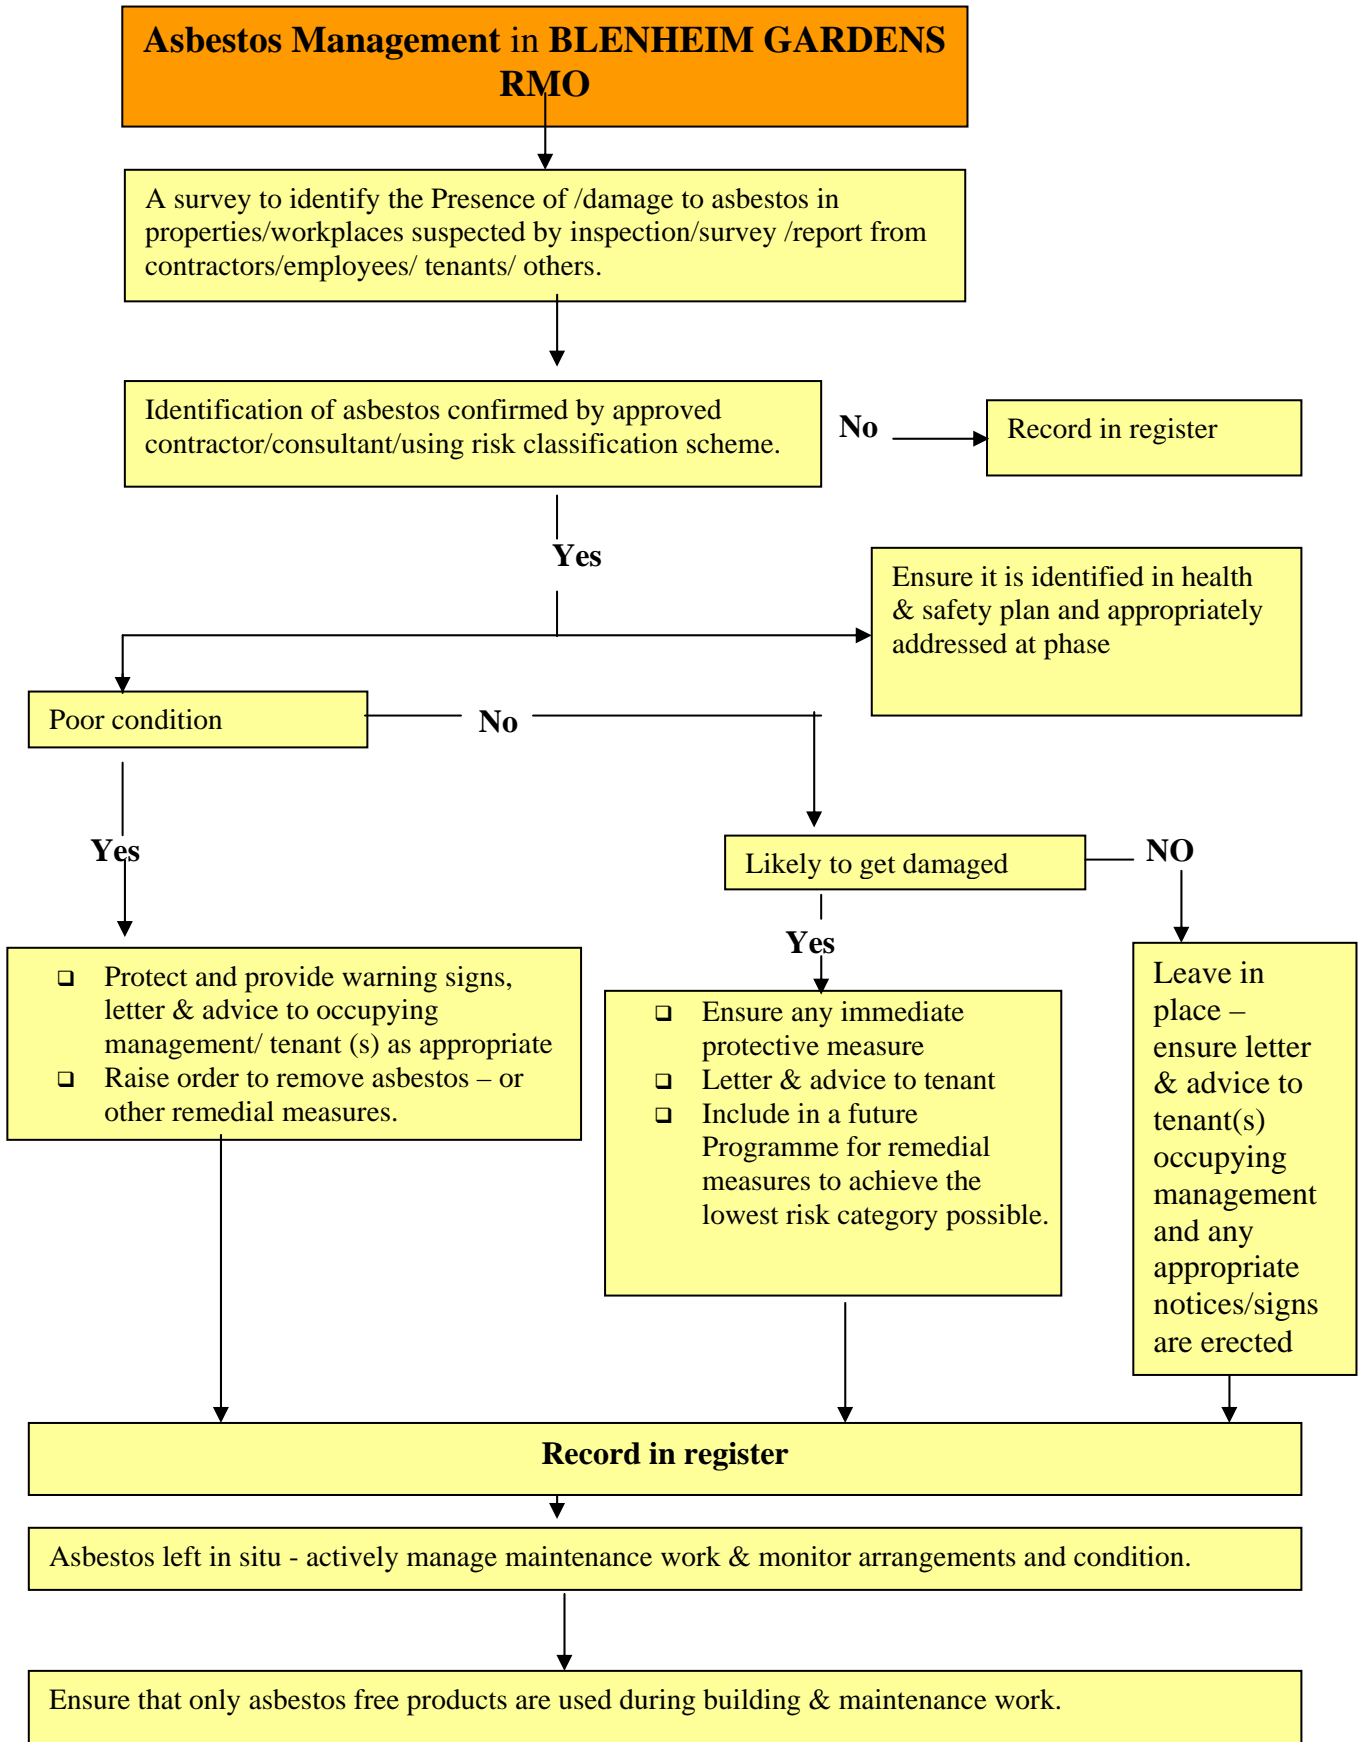 Asbestos Management in BLENHEIM GARDENS
RMO
A survey to identify the Presence of /damage to asbestos in
properties/workplaces suspected by inspection/survey /report from
contractors/employees/ tenants/ others.
Identification of asbestos confirmed by approved
contractor/consultant/using risk classification scheme.
No
Record in register
Yes
Ensure it is identified in health
& safety plan and appropriately
addressed at phase
Poor condition
No
Yes
Likely to get damaged
NO
Yes
❑ Protect and provide warning signs,
letter & advice to occupying
management/ tenant (s) as appropriate
❑ Raise order to remove asbestos – or
other remedial measures.
❑ Ensure any immediate
protective measure
❑ Letter & advice to tenant
❑ Include in a future
Programme for remedial
measures to achieve the
lowest risk category possible.
Leave in
place –
ensure letter
& advice to
tenant(s)
occupying
management
and any
appropriate
notices/signs
are erected
Record in register
Asbestos left in situ - actively manage maintenance work & monitor arrangements and condition.
Ensure that only asbestos free products are used during building & maintenance work.